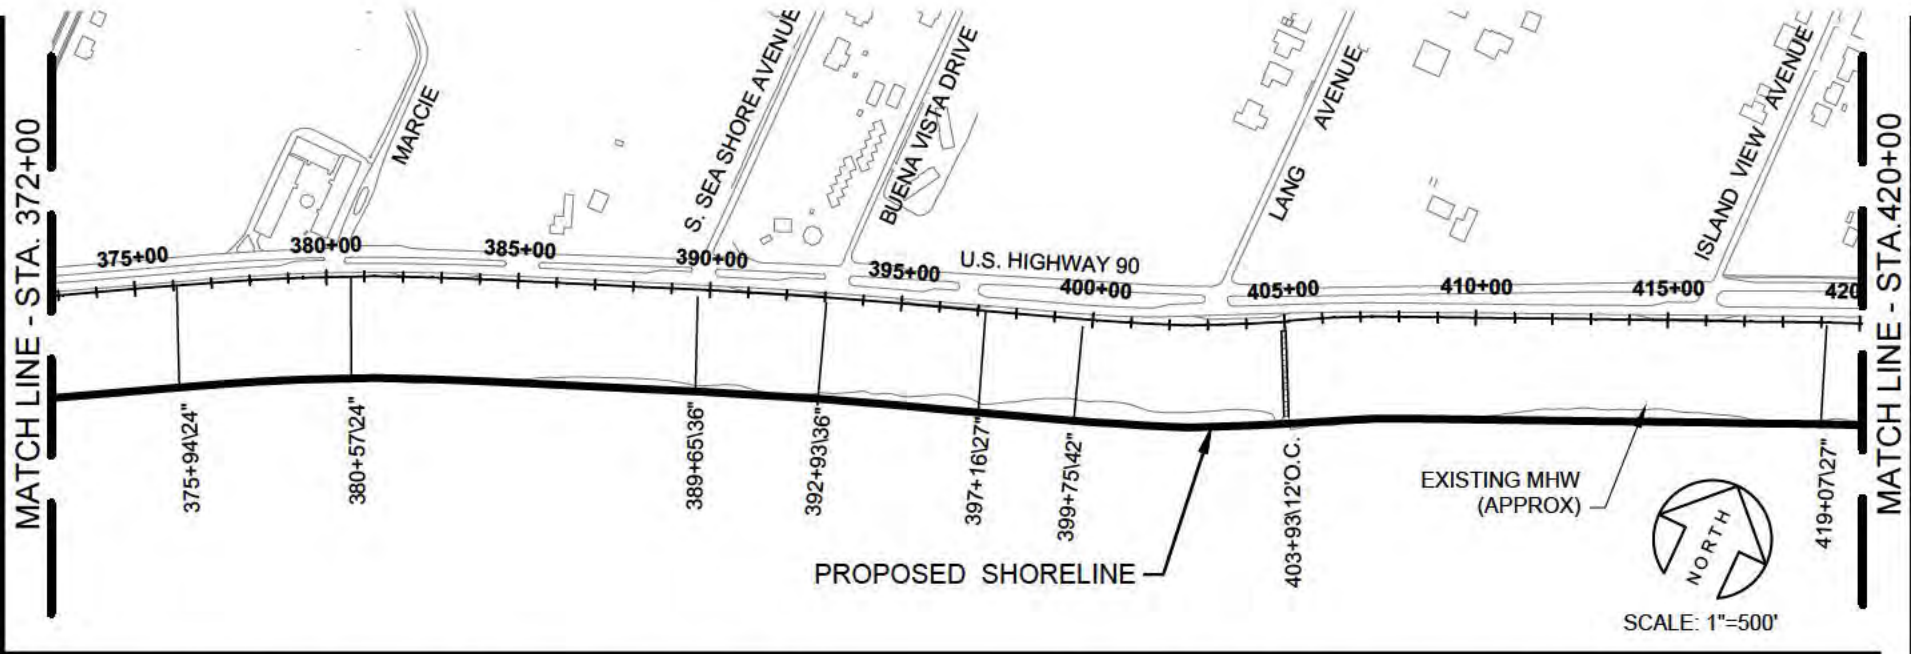 MATCH LINE - STA. 372+00
MARCIE
S. SEA SHORE AVENUE
BUENA VISTA DRIVE
LANG AVENUE
ISLAND VIEW AVENUE
MATCH LINE - STA.420+00
375+00
380+00
385+00
390+00
395+00
U.S. HIGHWAY 90
400+00
405+00
410+00
415+00
420
375+94\24"
380+57\24"
389+65\36"
392+93\36"
397+16\27"
399+75\42"
403+93\12'O.C.
419+07\27"
EXISTING MHW
(APPROX)
PROPOSED SHORELINE
NORTH
SCALE: 1"=500'